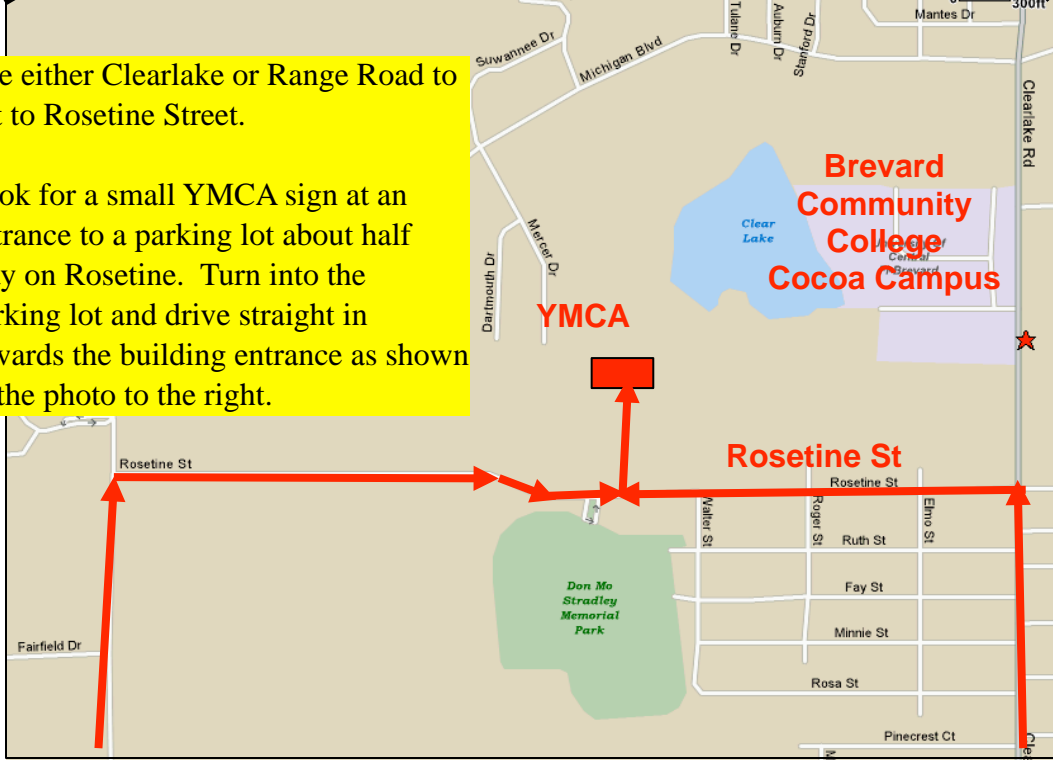 300ft
Mantes Dr
Tulane Dr
Auburn Dr
Stanford Dr
Suwannee Dr
Michigan Blvd
Clearlake Rd
e either Clearlake or Range Road to
t to Rosetine Street.
ok for a small YMCA sign at an
trance to a parking lot about half
y on Rosetine. Turn into the
rking lot and drive straight in
wards the building entrance as shown
the photo to the right.
Brevard
Community
College
Cocoa Campus
Clear
Lake
Central
Brevard
Mercer Dr
Dartmouth Dr
YMCA
Rosetine St
Rosetine St
Rosetine St
Walter St
Roger St
Elmo St
Ruth St
Don Mo
Stradley
Memorial
Park
Fay St
Minnie St
Fairfield Dr
Rosa St
Pinecrest Ct
M
Clea